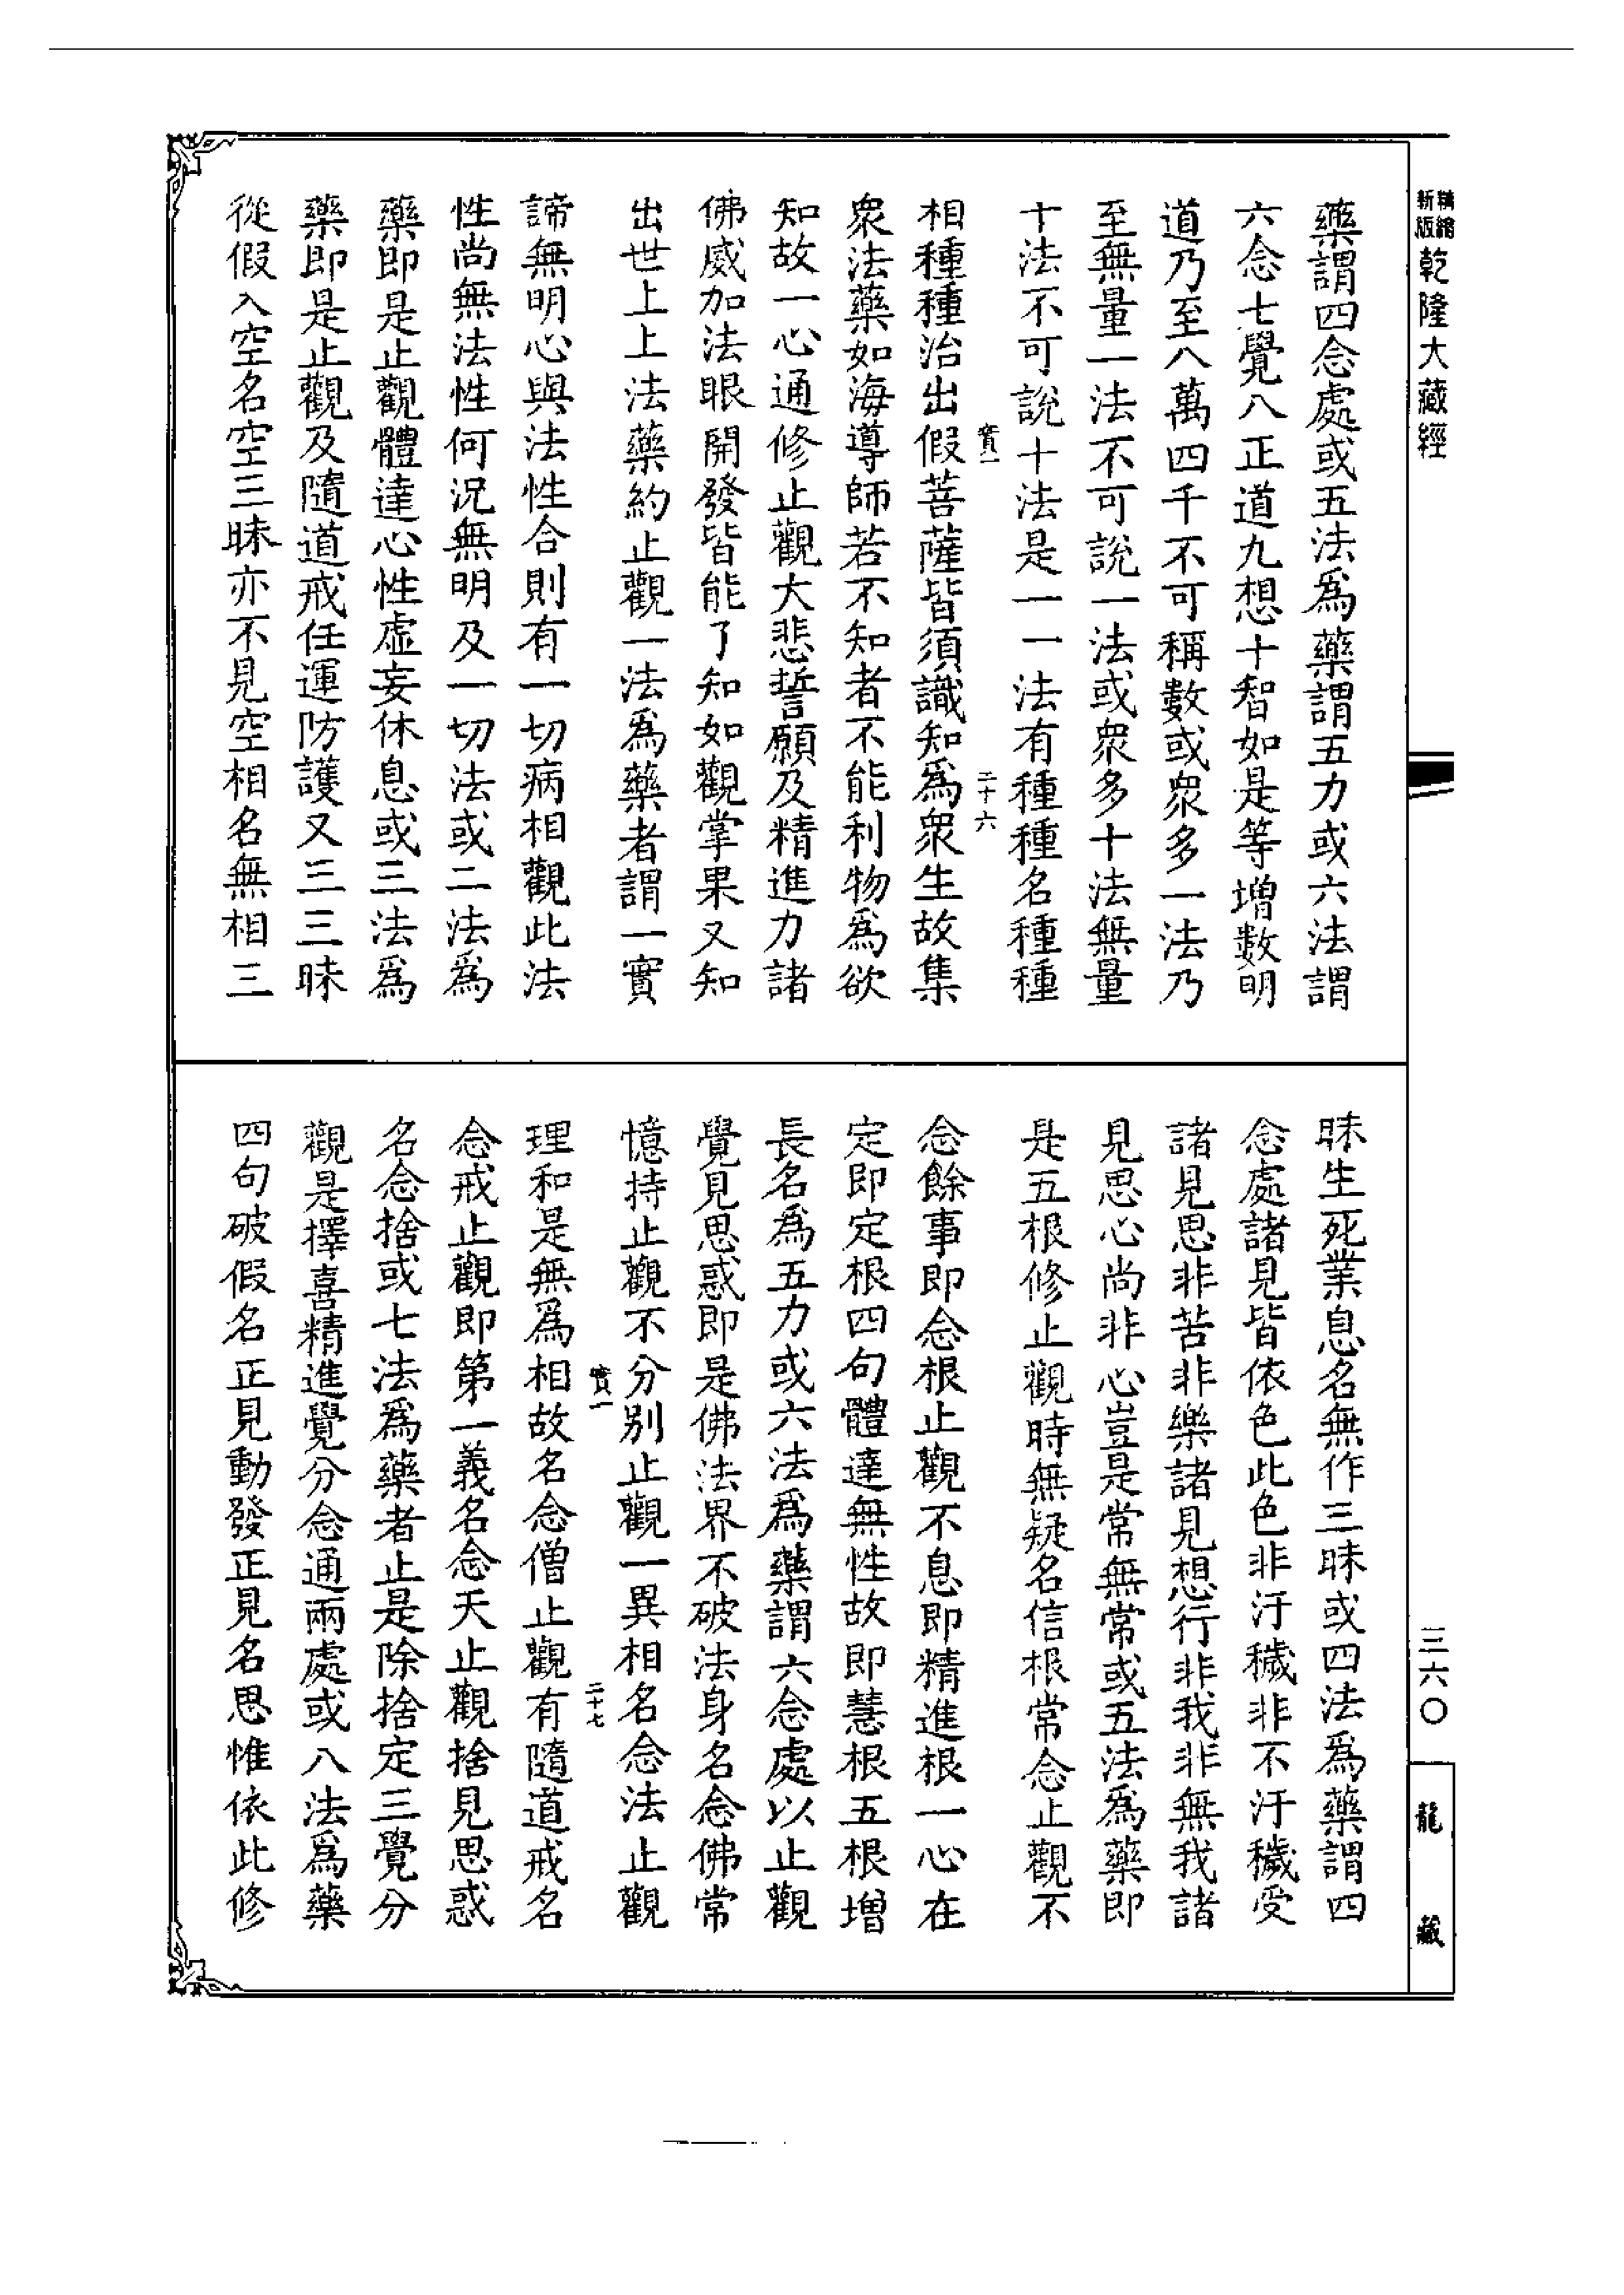 精縮新版 乾隆大藏經
藥謂四念處或五法爲藥謂五力或六法謂
六念七覺八正道九想十智如是等增數明
道乃至八萬四千不可稱數或衆多一法乃
至無量一法不可說一法或衆多十法無量
十法不可說十法是一一法有種種名種種
實一 二十六
相種種治出假菩薩皆須識知爲衆生故集
衆法藥如海導師若不知者不能利物爲欲
知故一心通修止觀大悲誓願及精進力諸
佛威加法眼開發皆能了知如觀掌果又知
出世上上法藥約止觀一法爲藥者謂一實
諦無明心與法性合則有一切病相觀此法
性尚無法性何況無明及一切法或二法爲
藥即是止觀體達心性虛妄休息或三法爲
藥即是止觀及隨道戒任運防護又三三昧
從假入空名空三昧亦不見空相名無相三
昧生死業息名無作三昧或四法爲藥謂四
念處諸見皆依色此色非汙穢非不汙穢受
諸見思非苦非樂諸見想行非我非無我諸
見思心尚非心豈是常無常或五法爲藥即
是五根修止觀時無疑名信根常念止觀不
念餘事即念根止觀不息即精進根一心在
定即定根四句體達無性故即慧根五根增
長名爲五力或六法爲藥謂六念處以止觀
覺見思惑即是佛法界不破法身名念佛常
憶持止觀不分別止觀一異相名念法止觀
實一 二十七
理和是無爲相故名念僧止觀有隨道戒名
念戒止觀即第一義名念天止觀捨見思惑
名念捨或七法爲藥者止是除捨定三覺分
觀是擇喜精進覺分念通兩處或八法爲藥
四句破假名正見動發正見名思惟依此修
三六〇
龍藏